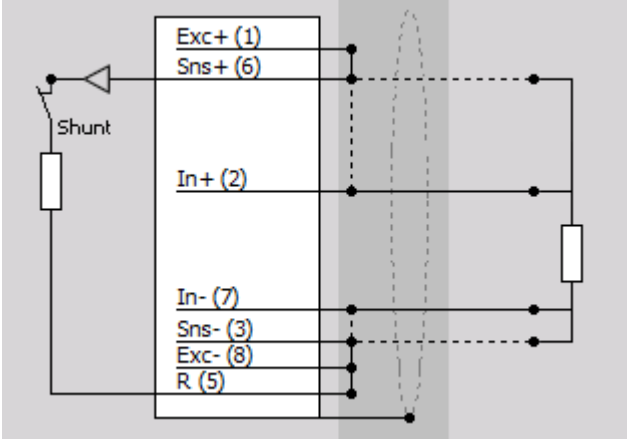 Exc+ (1)
Sns+ (6)
Shunt
In+ (2)
In- (7)
Sns- (3)
Exc- (8)
R (5)